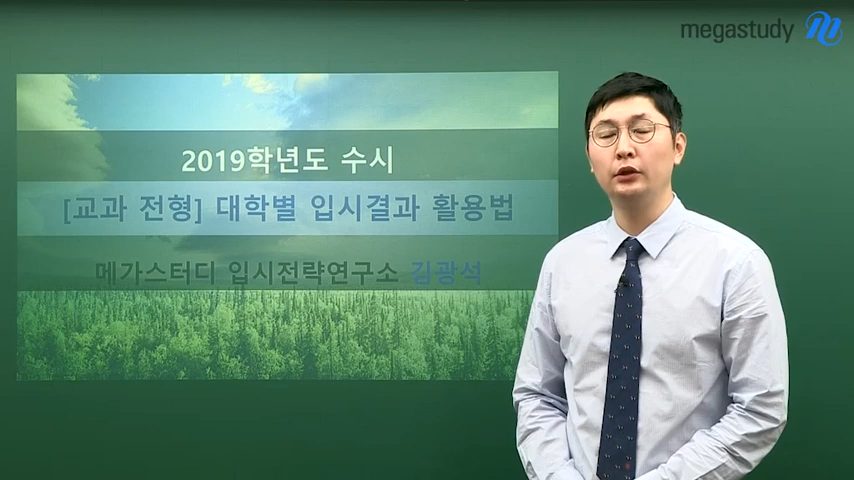 megastudy
2019학년도 수시
[교과 전형] 대학별 입시결과 활용법
메가스터디 입시전략연구소 김광석